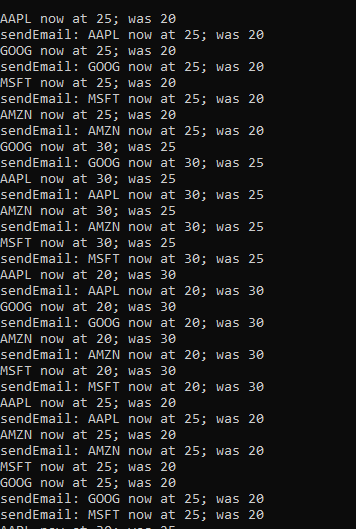 AAPL now at 25; was 20
sendEmail: AAPL now at 25; was 20
GOOG now at 25; was 20
sendEmail: GOOG now at 25; was 20
MSFT now at 25; was 20
sendEmail: MSFT now at 25; was 20
AMZN now at 25; was 20
sendEmail: AMZN now at 25; was 20
GOOG now at 30; was 25
sendEmail: GOOG now at 30; was 25
AAPL now at 30; was 25
sendEmail: AAPL now at 30; was 25
AMZN now at 30; was 25
sendEmail: AMZN now at 30; was 25
MSFT now at 30; was 25
sendEmail: MSFT now at 30; was 25
AAPL now at 20; was 30
sendEmail: AAPL now at 20; was 30
GOOG now at 20; was 30
sendEmail: GOOG now at 20; was 30
AMZN now at 20; was 30
sendEmail: AMZN now at 20; was 30
MSFT now at 20; was 30
sendEmail: MSFT now at 20; was 30
AAPL now at 25; was 20
sendEmail: AAPL now at 25; was 20
AMZN now at 25; was 20
sendEmail: AMZN now at 25; was 20
MSFT now at 25; was 20
GOOG now at 25; was 20
sendEmail: GOOG now at 25; was 20
sendEmail: MSFT now at 25; was 20
AAPL now at 30; was 25